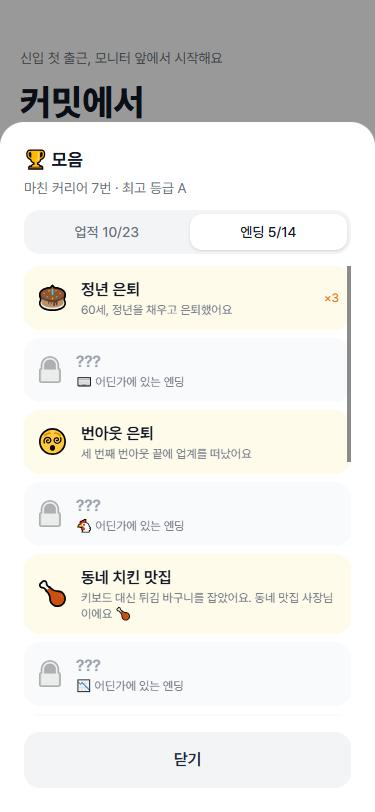 신입 첫 출근, 모니터 앞에서 시작해요
커밋에서
모음
마친 커리어 7번 · 최고 등급 A
업적 10/23
엔딩 5/14
정년 은퇴
×3
60세, 정년을 채우고 은퇴했어요
???
어딘가에 있는 엔딩
번아웃 은퇴
세 번째 번아웃 끝에 업계를 떠났어요
???
어딘가에 있는 엔딩
동네 치킨 맛집
키보드 대신 튀김 바구니를 잡았어요. 동네 맛집 사장님
이에요
???
어딘가에 있는 엔딩
닫기